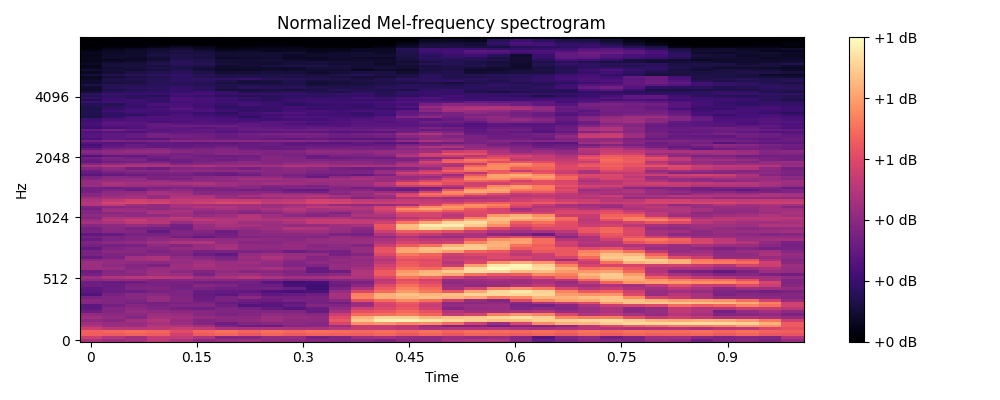 Normalized Mel-frequency spectrogram
Hz
4096
2048
1024
512
0
0 0.15 0.3 0.45 0.6 0.75 0.9
Time
+1 dB
+1 dB
+1 dB
+0 dB
+0 dB
+0 dB